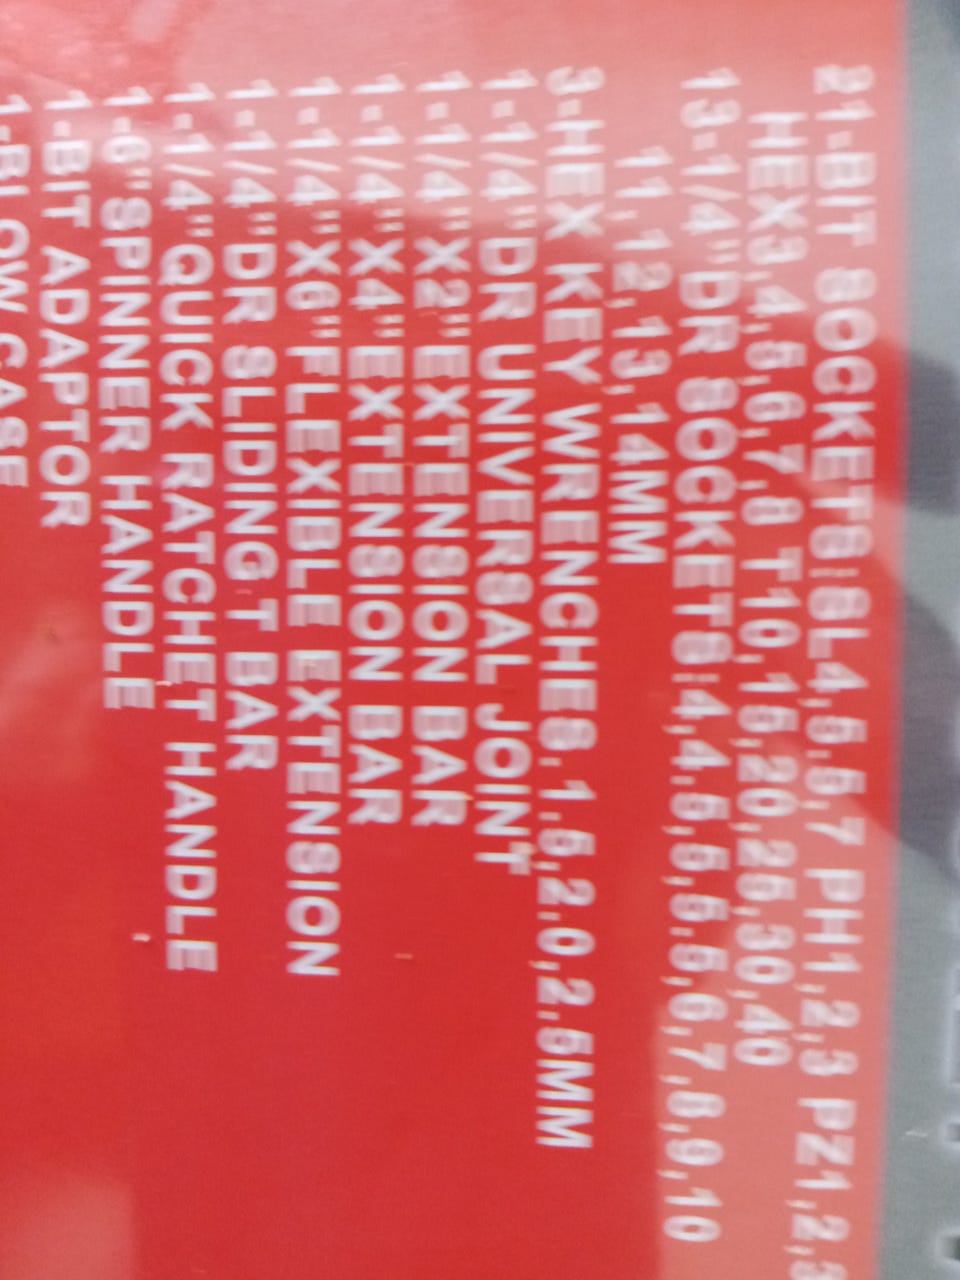 21-BIT SOCKETS:SL4,5.5,7 PH1,2,3 PZ1,2,3
HEX3,4,5,6,7,8 T10,15,20,25,30,40
13-1/4"DR SOCKETS:4,4.5,5,5.5,6,7,8,9,10
11,12,13,14MM
3-HEX KEY WRENCHES.1.5,2.0,2.5MM
1-1/4" DR UNIVERSAL JOINT
1-1/4" X2" EXTENSION BAR
1-1/4" X4" EXTENSION BAR
1-1/4" X6" FLEXIBLE EXTENSION
1-1/4"DR SLIDING T BAR
1-1/4" QUICK RATCHET HANDLE
1-6"SPINNER HANDLE
1-BIT ADAPTOR
1-BLOW CASE